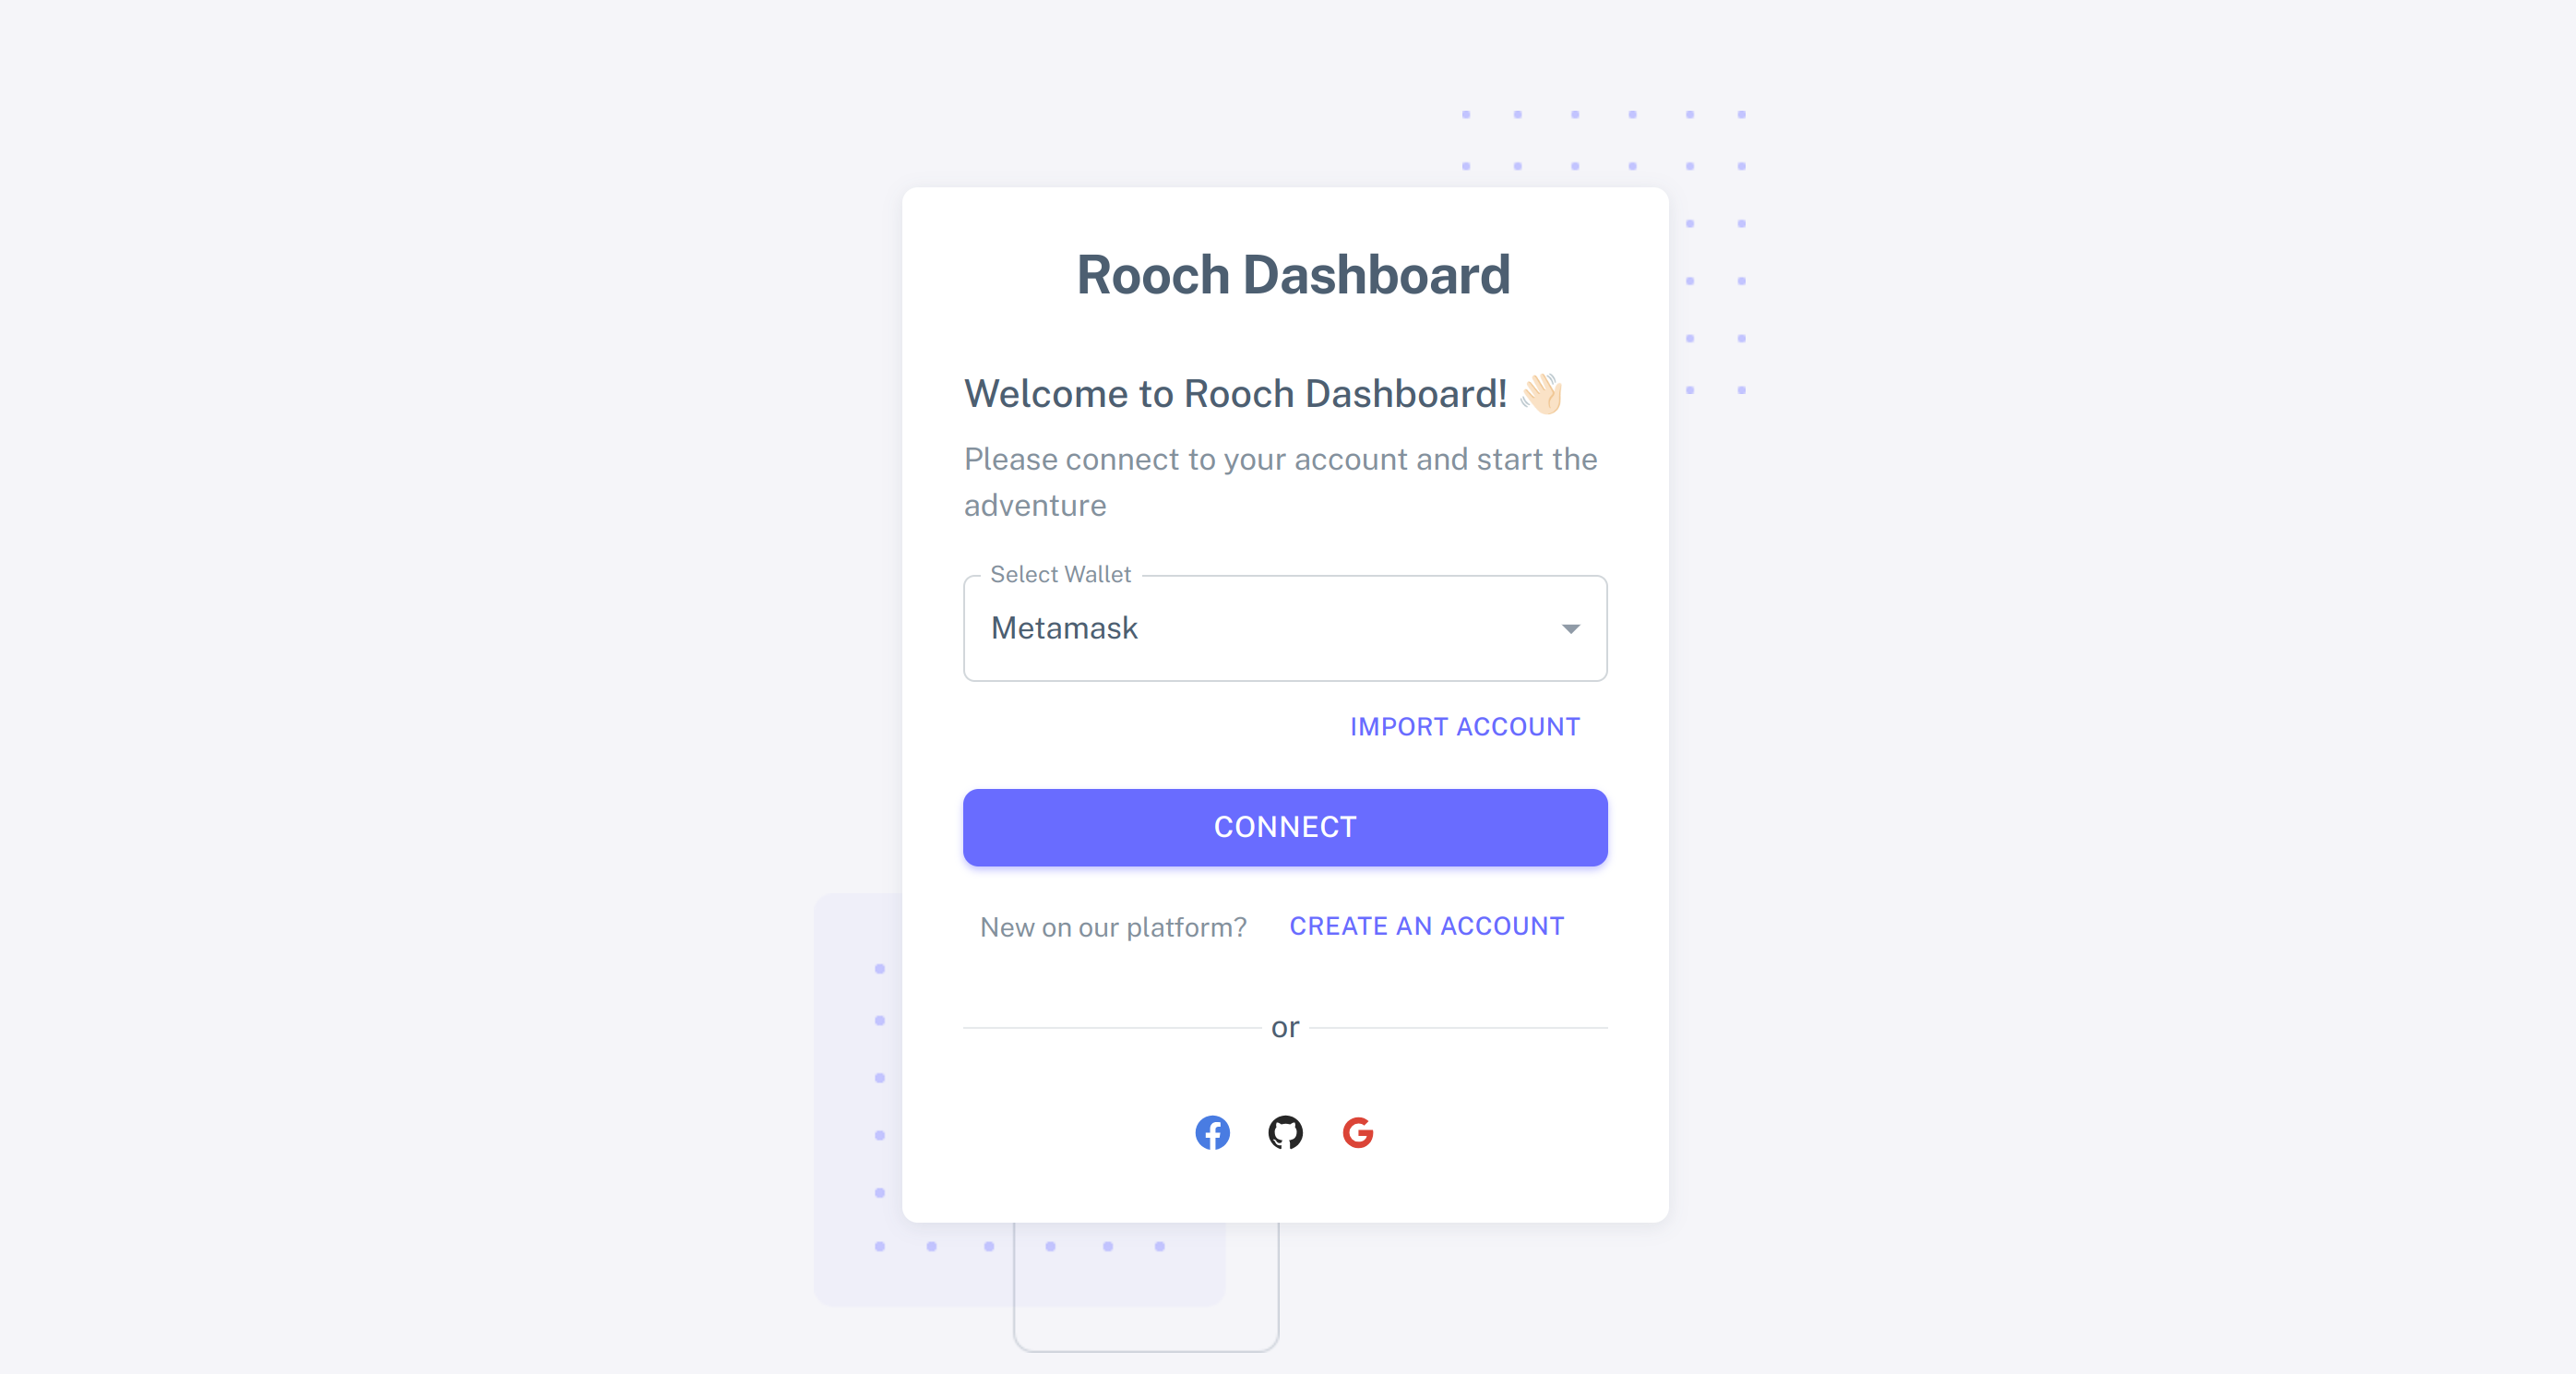 Rooch Dashboard
Welcome to Rooch Dashboard! 👋🏻
Please connect to your account and start the
adventure
Select Wallet
Metamask
IMPORT ACCOUNT
CONNECT
New on our platform? CREATE AN ACCOUNT
or